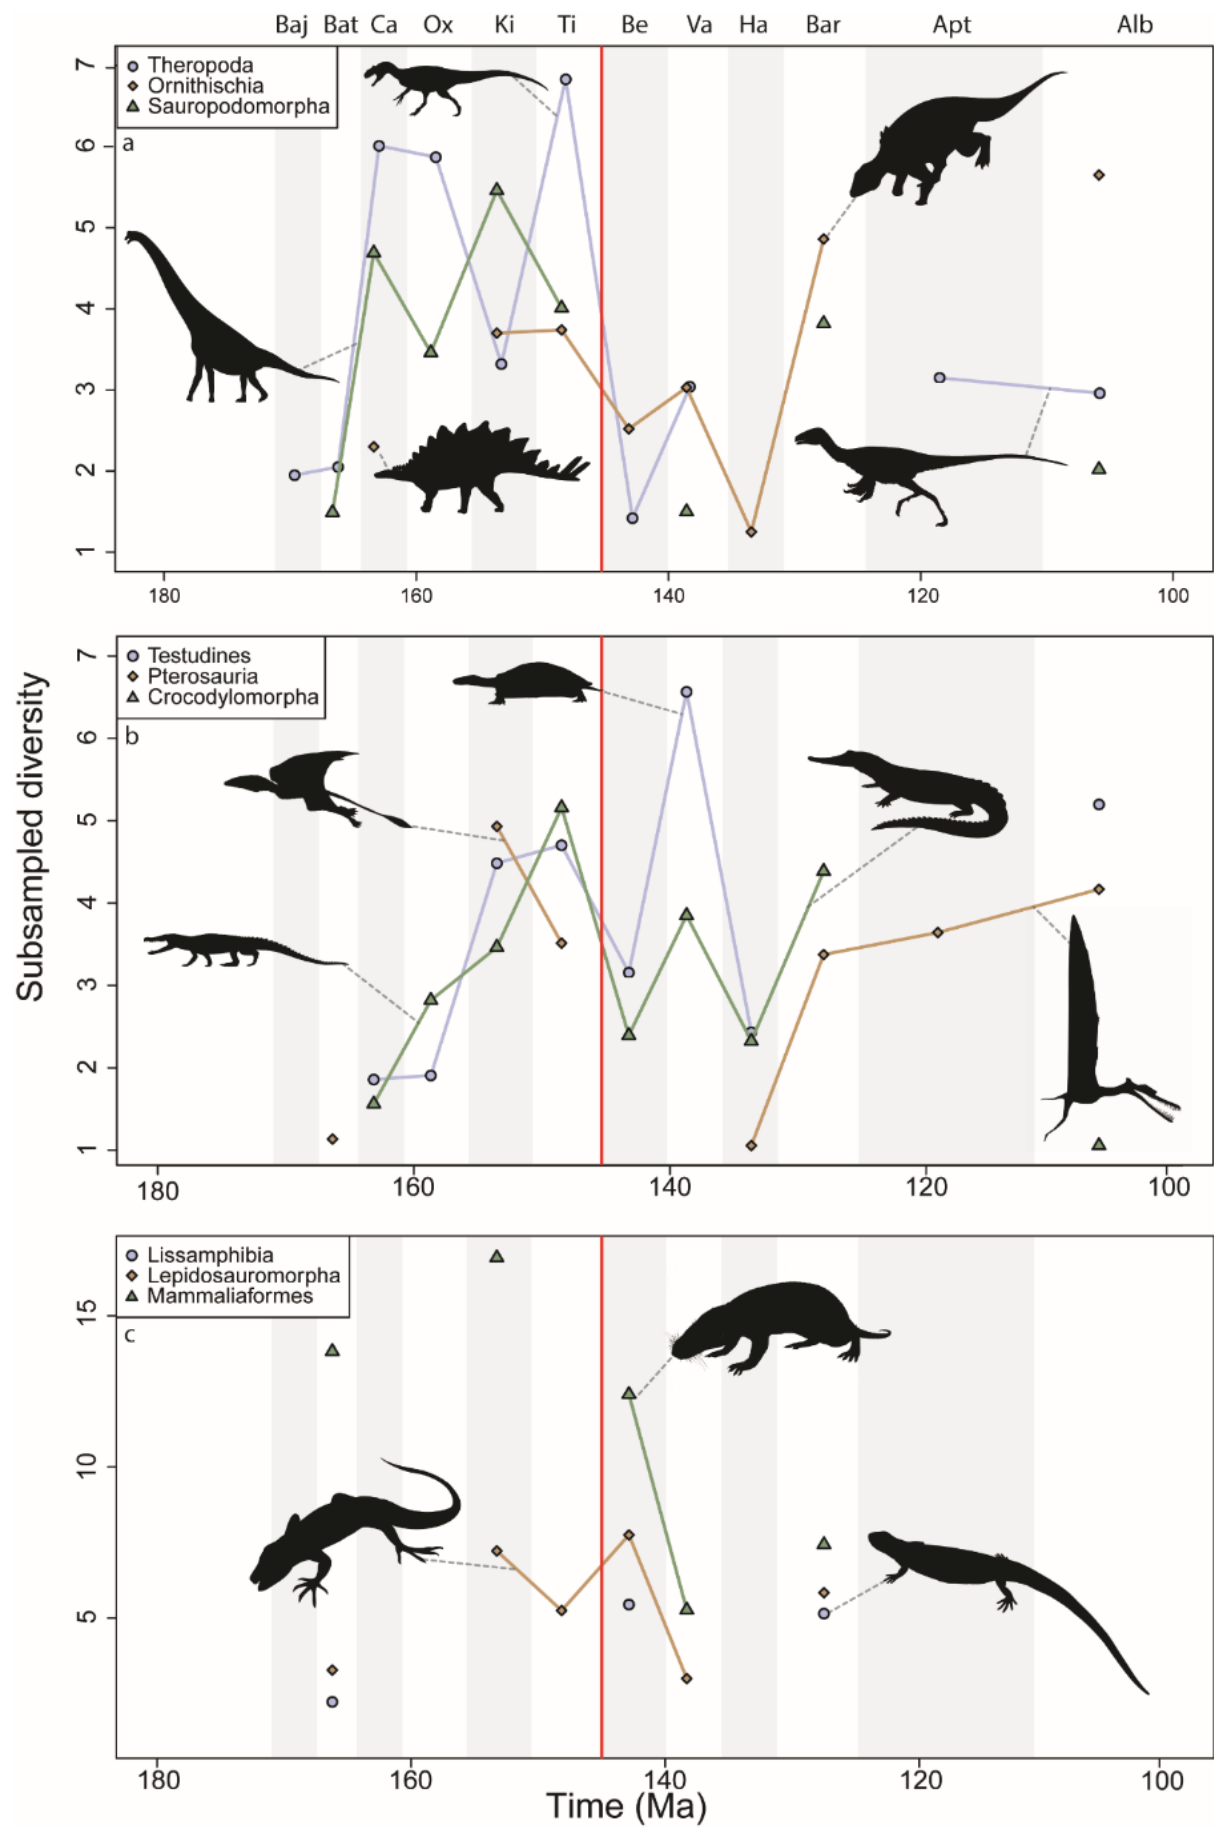 Baj Bat Ca Ox Ki Ti Be Va Ha Bar Apt Alb
Theropoda
Ornithischia
Sauropodomorpha
a
7
6
5
4
3
2
1
180 160 140 120 100
Testudines
Pterosauria
Crocodylomorpha
b
7
6
5
4
3
2
1
Subsampled diversity
180 160 140 120 100
Lissamphibia
Lepidosauromorpha
Mammaliaformes
c
15
10
5
180 160 140 120 100
Time (Ma)